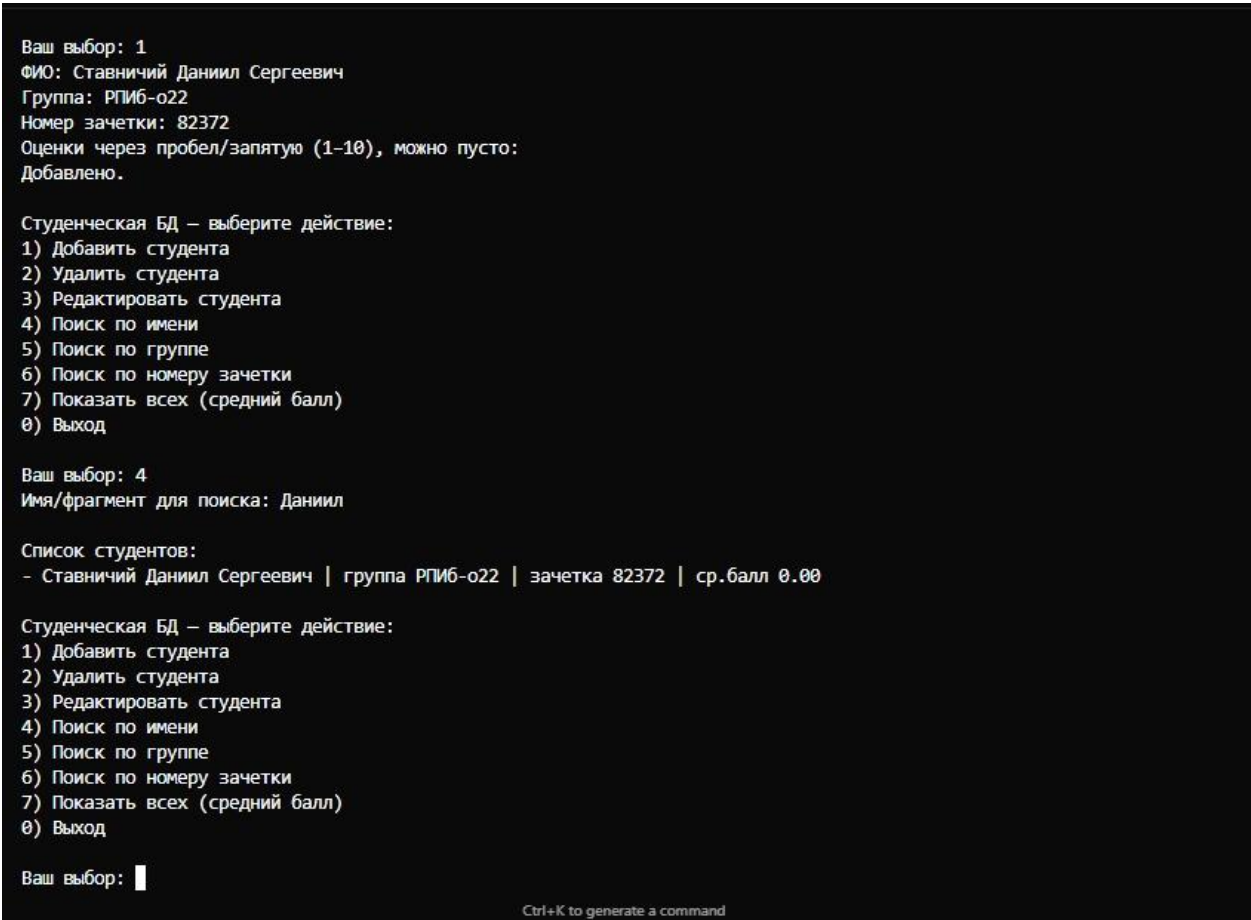 Ваш выбор: 1
ФИО: Ставничий Даниил Сергеевич
Группа: РПИб-о22
Номер зачетки: 82372
Оценки через пробел/запятую (1–10), можно пусто:
Добавлено.
Студенческая БД — выберите действие:
1) Добавить студента
2) Удалить студента
3) Редактировать студента
4) Поиск по имени
5) Поиск по группе
6) Поиск по номеру зачетки
7) Показать всех (средний балл)
0) Выход
Ваш выбор: 4
Имя/фрагмент для поиска: Даниил
Список студентов:
- Ставничий Даниил Сергеевич | группа РПИб-о22 | зачетка 82372 | ср.балл 0.00
Студенческая БД — выберите действие:
1) Добавить студента
2) Удалить студента
3) Редактировать студента
4) Поиск по имени
5) Поиск по группе
6) Поиск по номеру зачетки
7) Показать всех (средний балл)
0) Выход
Ваш выбор:
Ctrl+K to generate a command